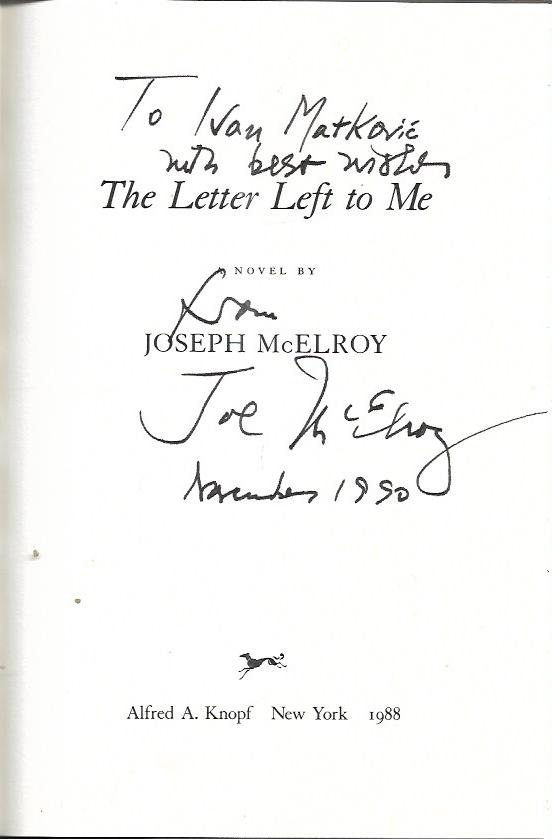 To Ivan Matković
with best wishes
The Letter Left to Me
A NOVEL BY
from
JOSEPH McELROY
Joe McElroy
November 1990
Alfred A. Knopf New York 1988